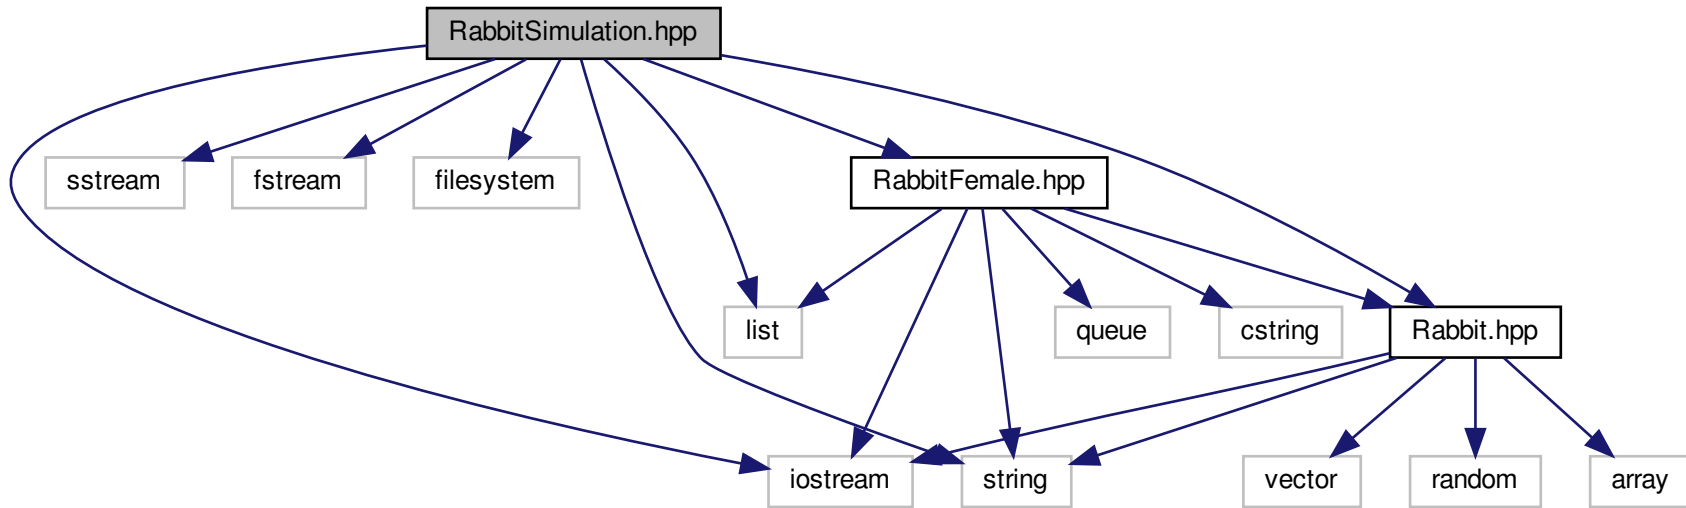 RabbitSimulation.hpp
sstream
fstream
filesystem
RabbitFemale.hpp
list
queue
cstring
Rabbit.hpp
iostream
string
vector
random
array